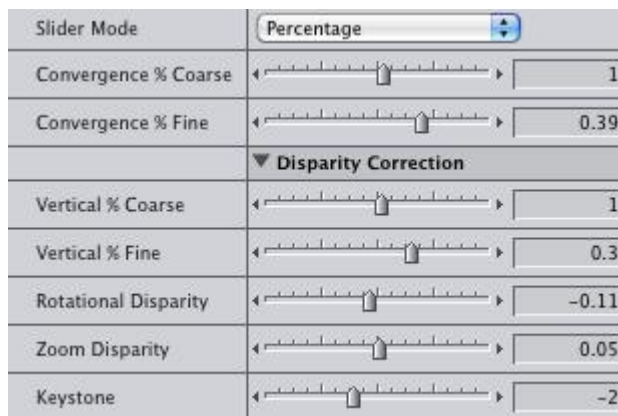 Slider Mode Percentage
Convergence % Coarse 1
Convergence % Fine 0.39
Disparity Correction
Vertical % Coarse 1
Vertical % Fine 0.3
Rotational Disparity -0.11
Zoom Disparity 0.05
Keystone -2